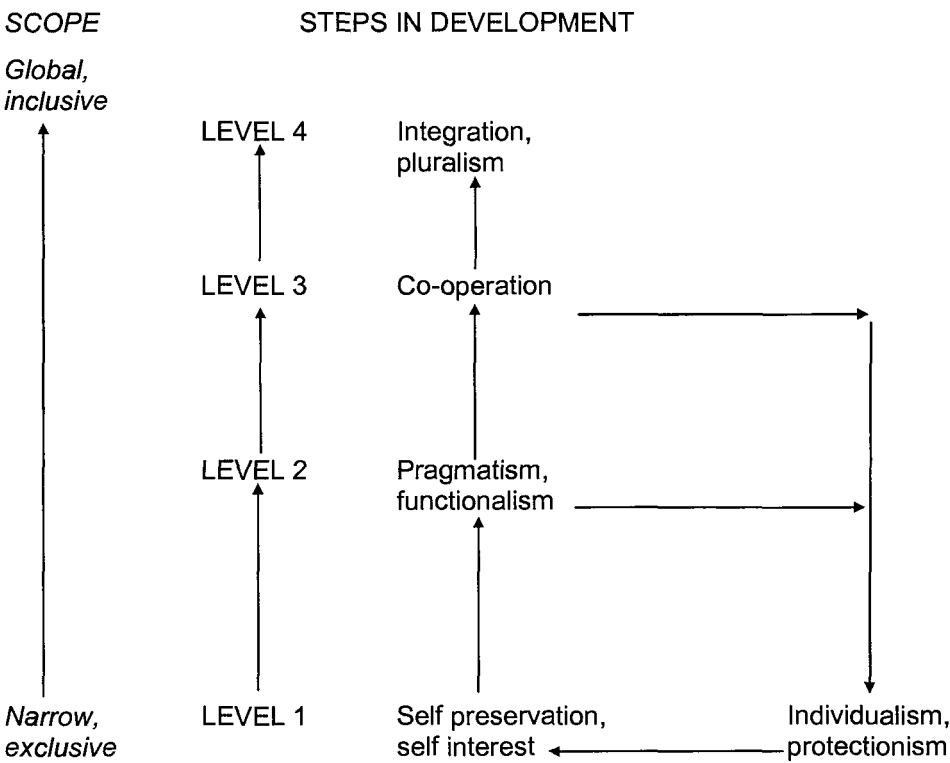 SCOPE
STEPS IN DEVELOPMENT
Global,
inclusive
LEVEL 4
Integration,
pluralism
LEVEL 3
Co-operation
LEVEL 2
Pragmatism,
functionalism
Narrow,
exclusive
LEVEL 1
Self preservation,
self interest
Individualism,
protectionism